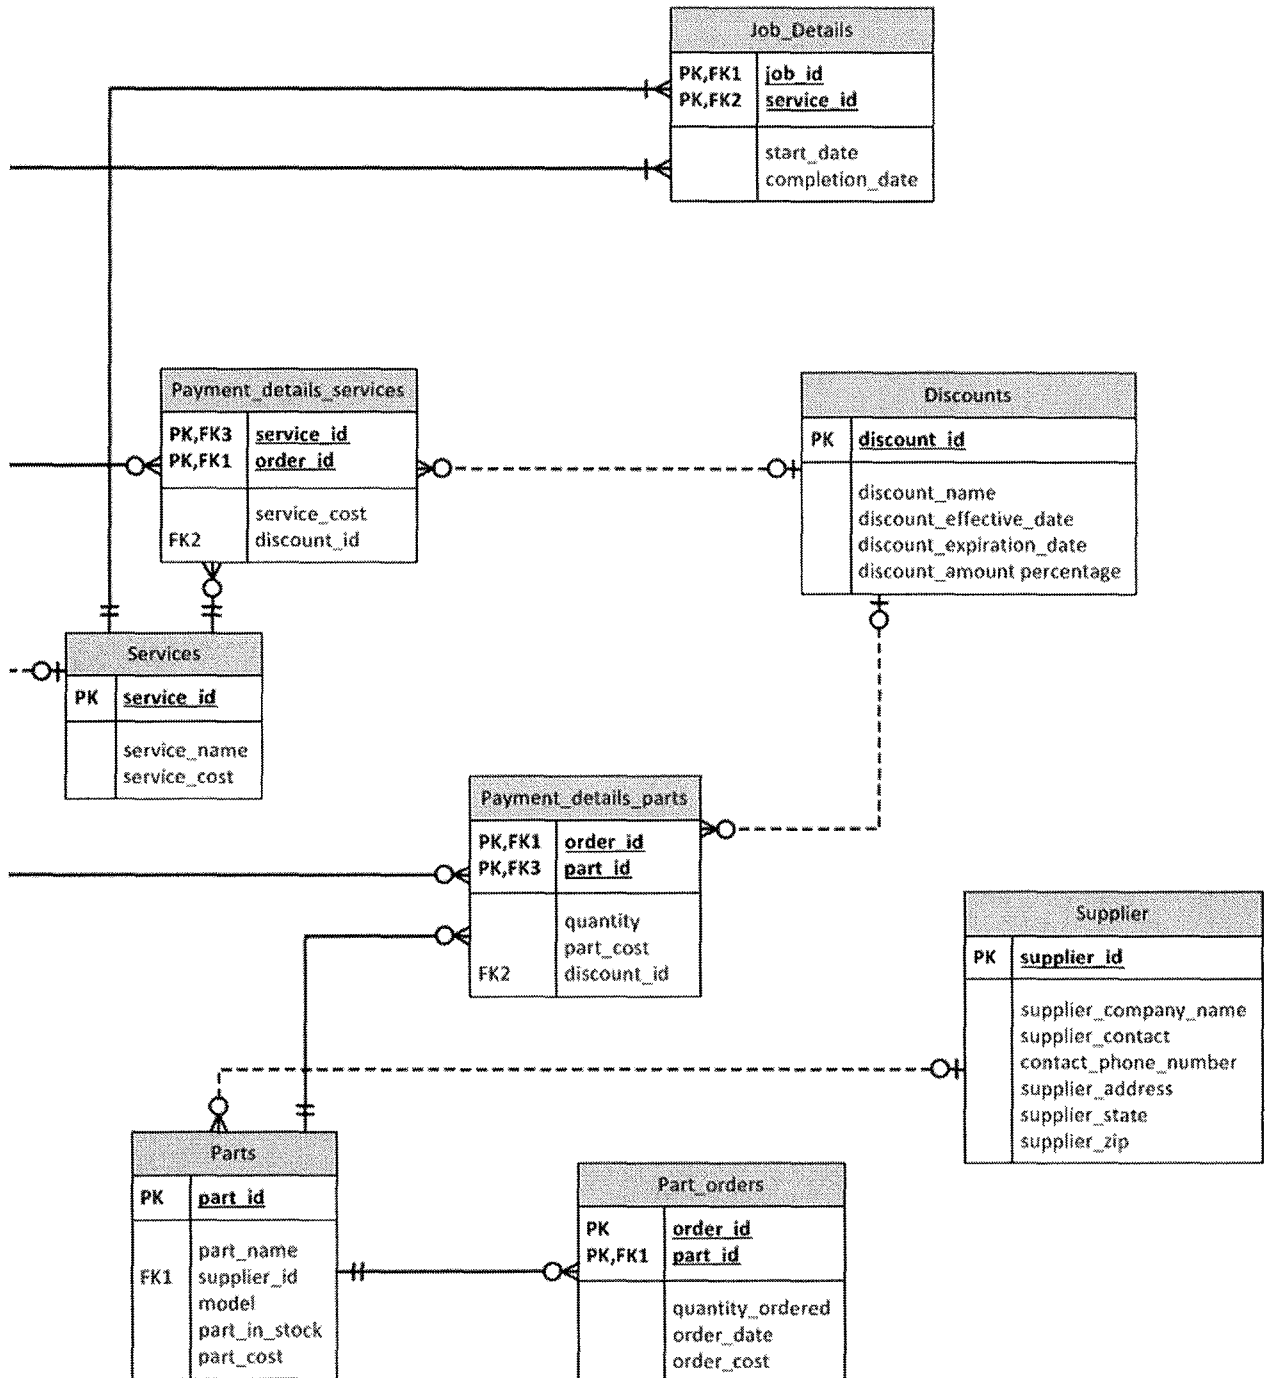 Job_Details
PK,FK1 job_id
PK,FK2 service_id
start_date
completion_date
Payment_details_services
PK,FK3 service_id
PK,FK1 order_id
service_cost
FK2 discount_id
Discounts
PK discount_id
discount_name
discount_effective_date
discount_expiration_date
discount_amount percentage
Services
PK service_id
service_name
service_cost
Payment_details_parts
PK,FK1 order_id
PK,FK3 part_id
quantity
part_cost
FK2 discount_id
Supplier
PK supplier_id
supplier_company_name
supplier_contact
contact_phone_number
supplier_address
supplier_state
supplier_zip
Parts
PK part_id
part_name
FK1 supplier_id
model
part_in_stock
part_cost
Part_orders
PK order_id
PK,FK1 part_id
quantity_ordered
order_date
order_cost